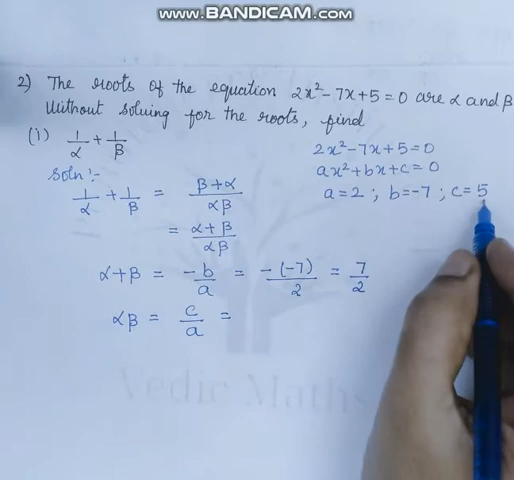 www.BANDICAM.com
2) The roots of the equation 2x² - 7x + 5 = 0 are α and β
Without solving for the roots, find
(i) 1/α + 1/β
2x² - 7x + 5 = 0
Soln:-
ax² + bx + c = 0
a = 2 ; b = -7 ; c = 5
1/α + 1/β = β + α / αβ
= α + β / αβ
α + β = -b/a = -(-7)/2 = 7/2
αβ = c/a =
Vedic Maths